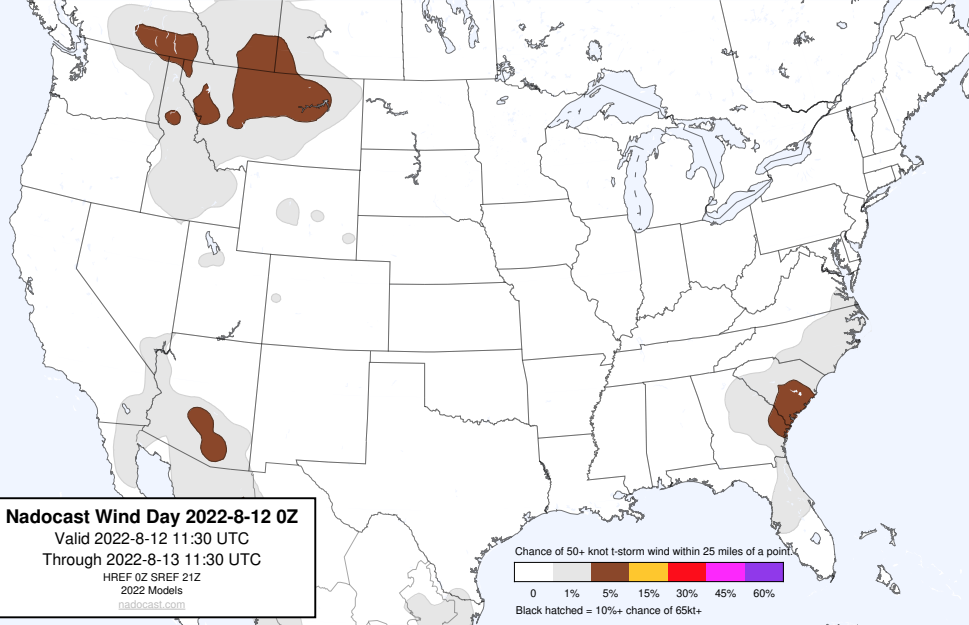 Nadocast Wind Day 2022-8-12 0Z
Valid 2022-8-12 11:30 UTC
Through 2022-8-13 11:30 UTC
HREF 0Z SREF 21Z
2022 Models
nadocast.com
Chance of 50+ knot t-storm wind within 25 miles of a point.
0 1% 5% 15% 30% 45% 60%
Black hatched = 10%+ chance of 65kt+